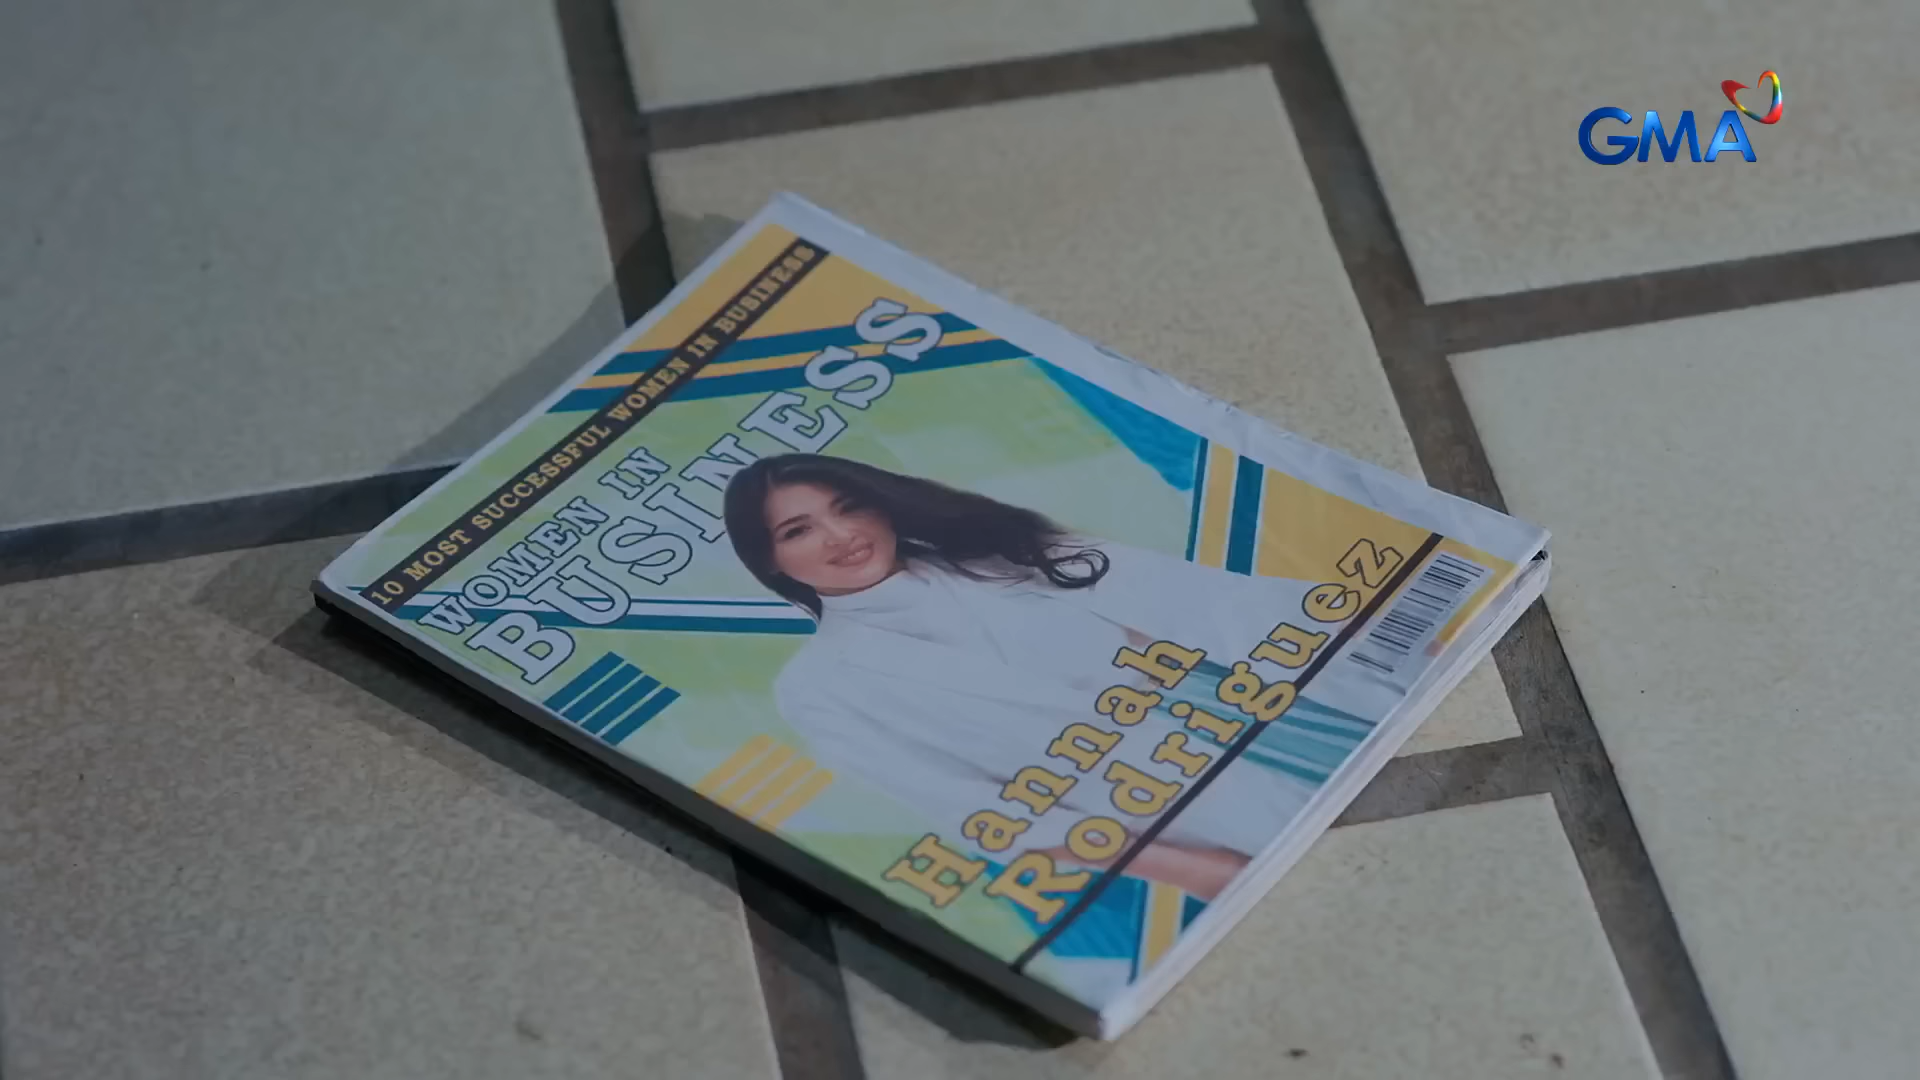 GMA
10 MOST SUCCESSFUL WOMEN IN BUSINESS
WOMEN IN
BUSINESS
Hannah
Rodriguez